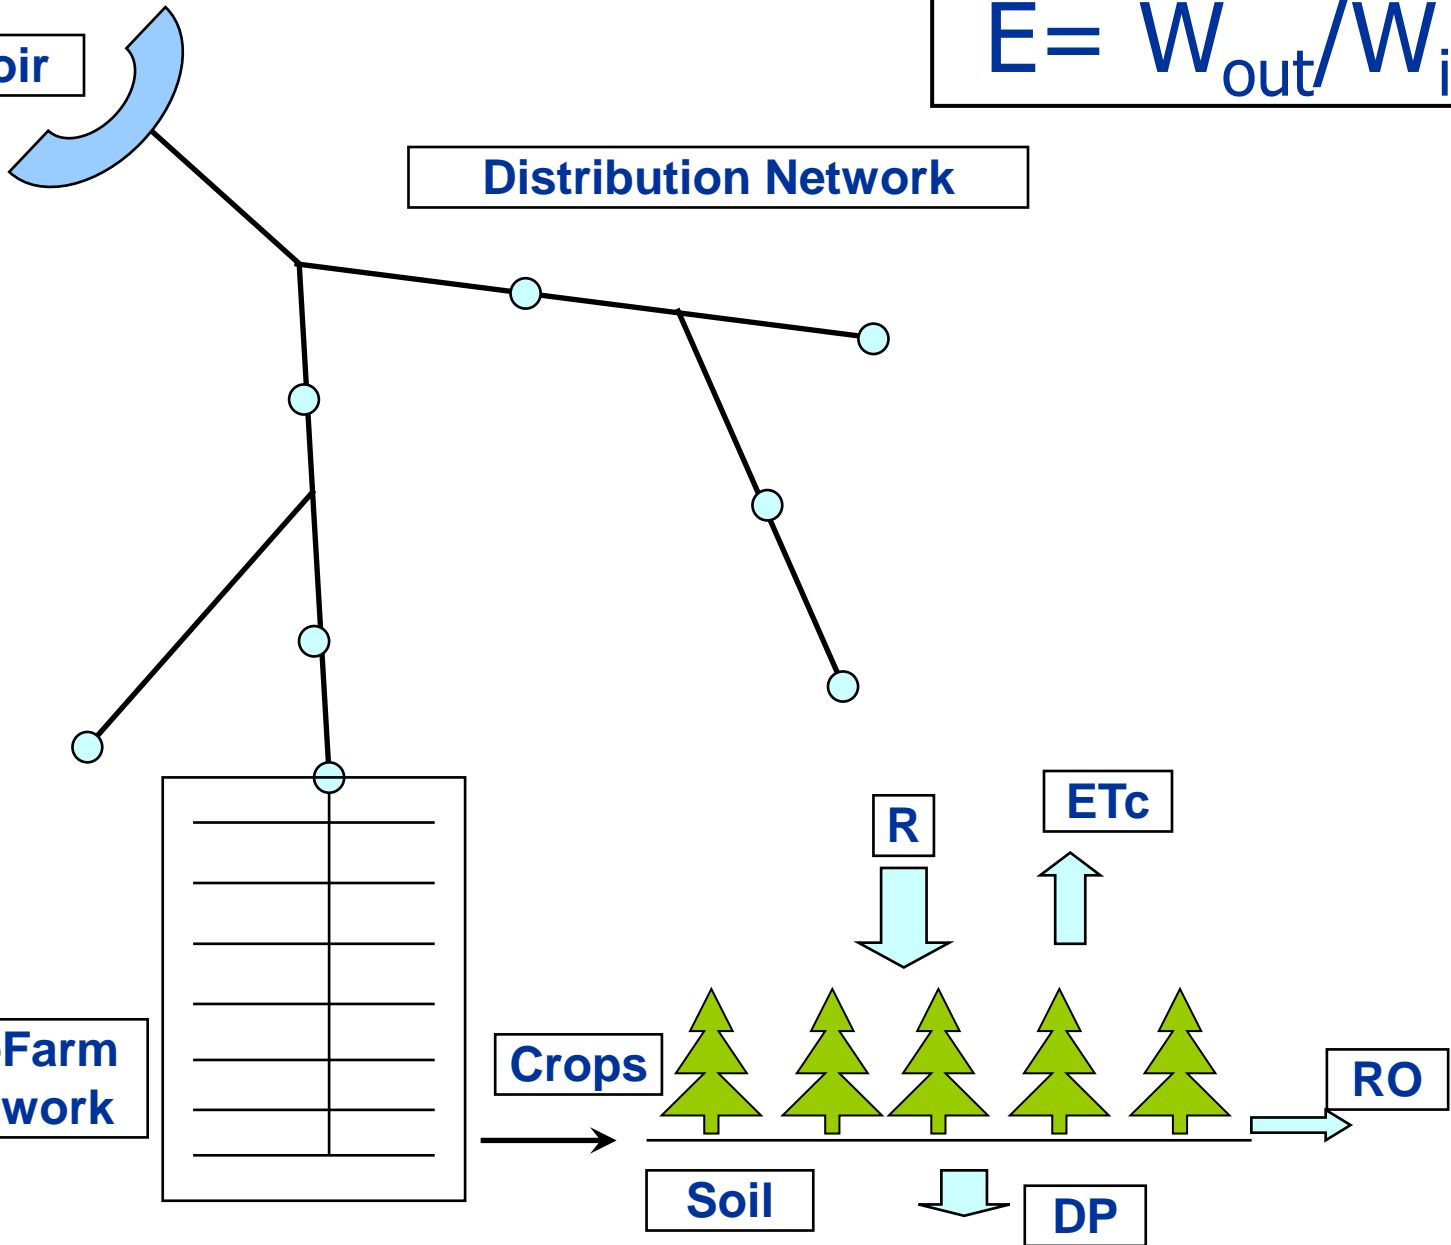 oir
E= Wout/Wi
Distribution Network
R
ETc
Farm
work
Crops
RO
Soil
DP